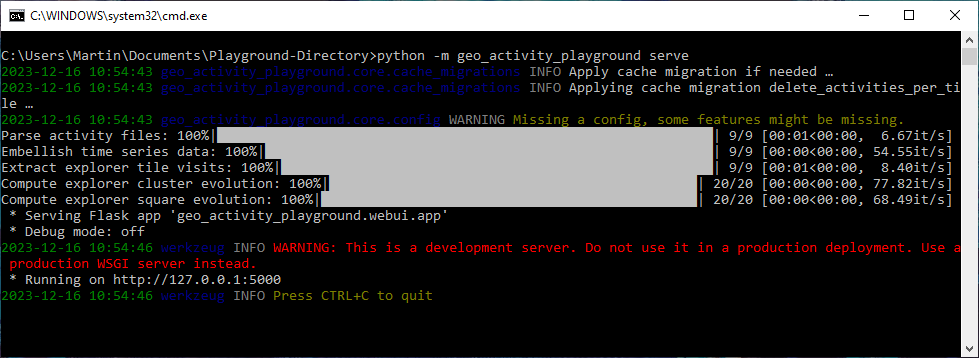 C:\WINDOWS\system32\cmd.exe
C:\Users\Martin\Documents\Playground-Directory>python -m geo_activity_playground serve
2023-12-16 10:54:43 geo_activity_playground.core.cache_migrations INFO Apply cache migration if needed …
2023-12-16 10:54:43 geo_activity_playground.core.cache_migrations INFO Applying cache migration delete_activities_per_ti
le …
2023-12-16 10:54:43 geo_activity_playground.core.config WARNING Missing a config, some features might be missing.
Parse activity files: 100%|| 9/9 [00:01<00:00,  6.67it/s]
Embellish time series data: 100%|| 9/9 [00:00<00:00, 54.55it/s]
Extract explorer tile visits: 100%|| 9/9 [00:01<00:00,  8.40it/s]
Compute explorer cluster evolution: 100%|| 20/20 [00:00<00:00, 77.82it/s]
Compute explorer square evolution: 100%|| 20/20 [00:00<00:00, 68.49it/s]
 * Serving Flask app 'geo_activity_playground.webui.app'
 * Debug mode: off
2023-12-16 10:54:46 werkzeug INFO WARNING: This is a development server. Do not use it in a production deployment. Use a
 production WSGI server instead.
 * Running on http://127.0.0.1:5000
2023-12-16 10:54:46 werkzeug INFO Press CTRL+C to quit